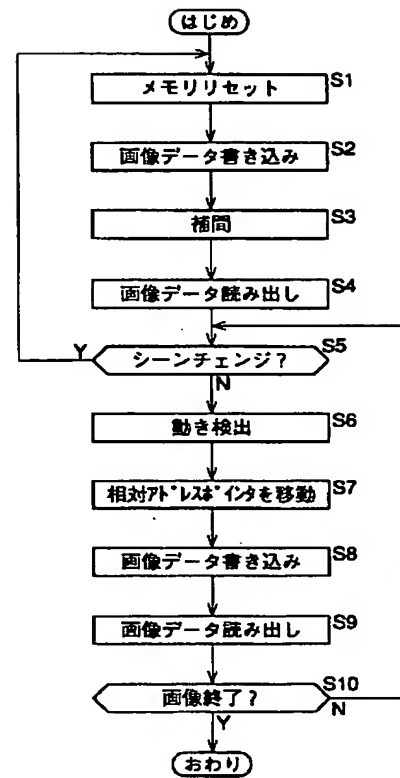 はじめ
メモリリセット S1
画像データ書き込み S2
補間 S3
画像データ読み出し S4
Y シーンチェンジ? S5
N
動き検出 S6
相対アドレスポインタを移動 S7
画像データ書き込み S8
画像データ読み出し S9
画像終了? S10
N
Y
おわり